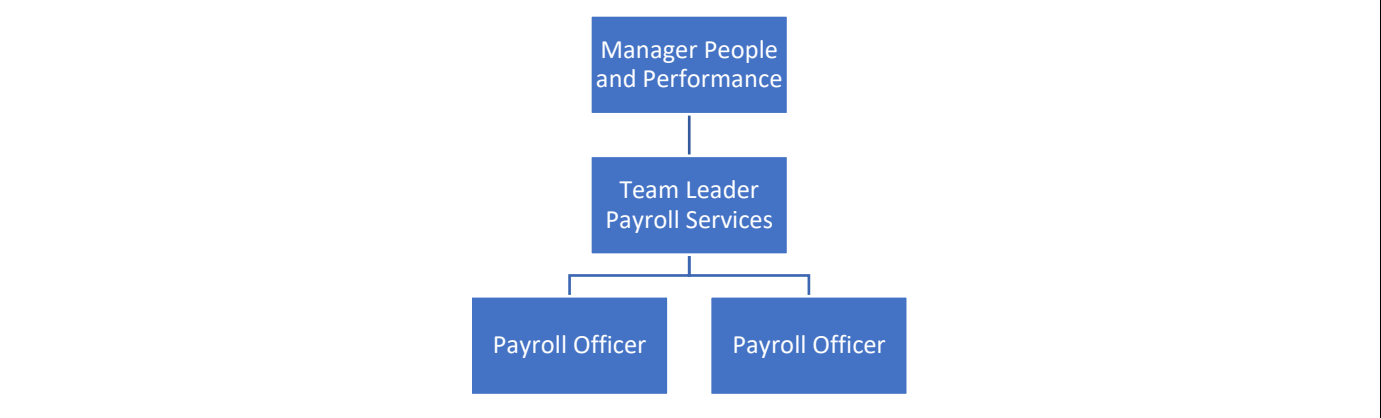 Manager People
and Performance
Team Leader
Payroll Services
Payroll Officer
Payroll Officer